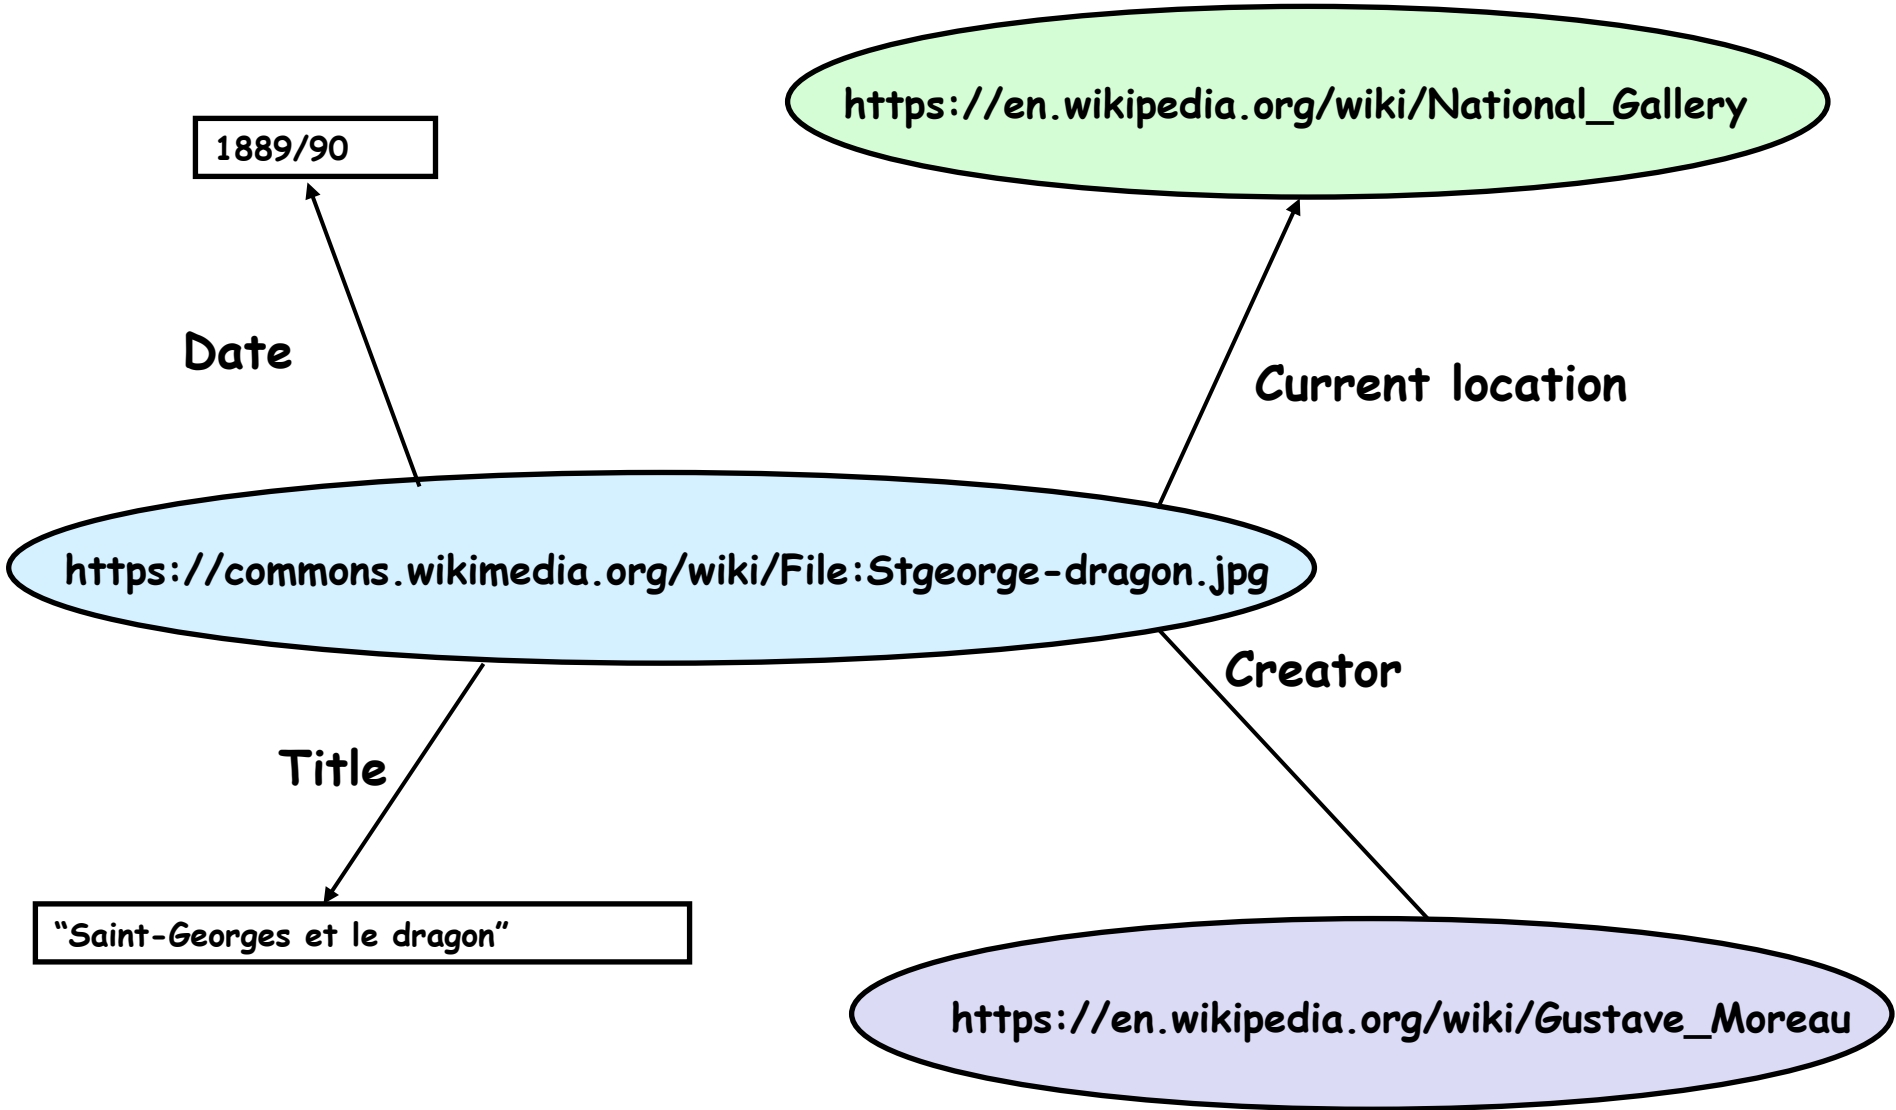 https://en.wikipedia.org/wiki/National_Gallery
1889/90
Date
Current location
https://commons.wikimedia.org/wiki/File:Stgeorge-dragon.jpg
Creator
Title
“Saint-Georges et le dragon”
https://en.wikipedia.org/wiki/Gustave_Moreau